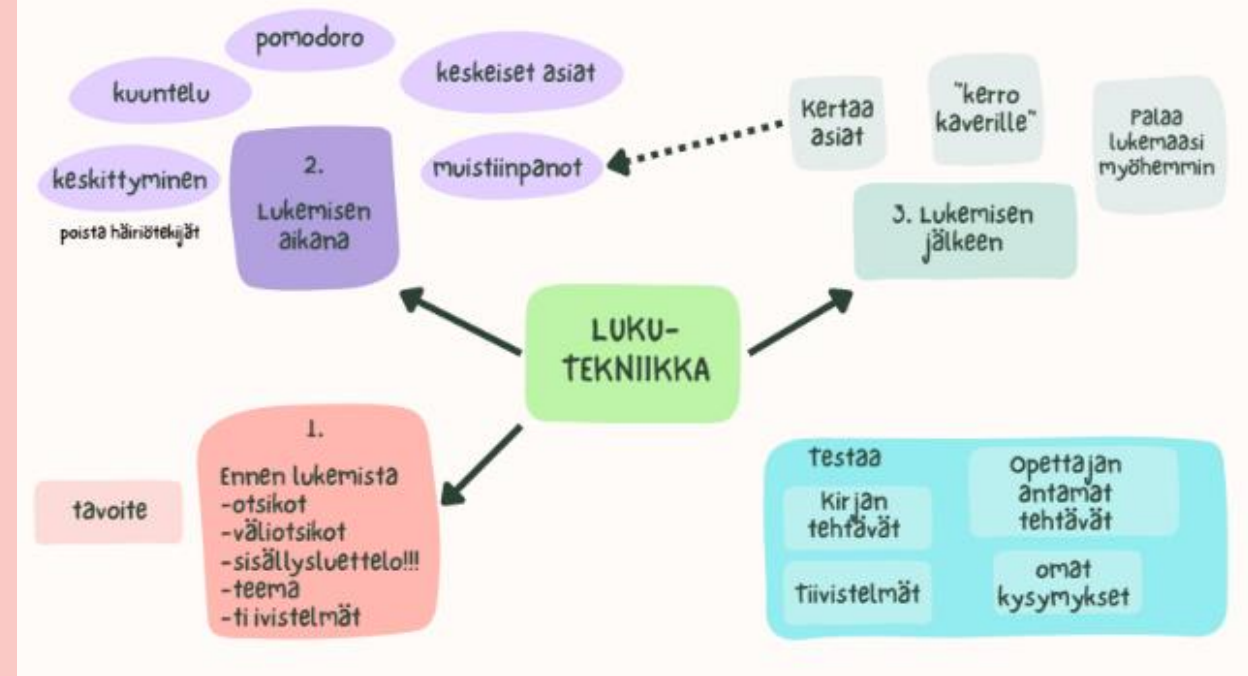 pomodoro
kuuntelu
keskeiset asiat
keskittyminen
poista häiriötekijät
muistiinpanot
2.
Lukemisen
aikana
Kertaa
asiat
"kerro
kaverille"
Palaa
lukemaasi
myöhemmin
3. Lukemisen
jälkeen
LUKU-
TEKNIIKKA
1.
Ennen lukemista
-otsikot
-väliotsikot
-sisällysluettelo!!!
-teema
-ti ivistelmät
tavoite
Testaa
Kirjan
tehtävät
Opettajan
antamat
tehtävät
Tiivistelmät
omat
kysymykset